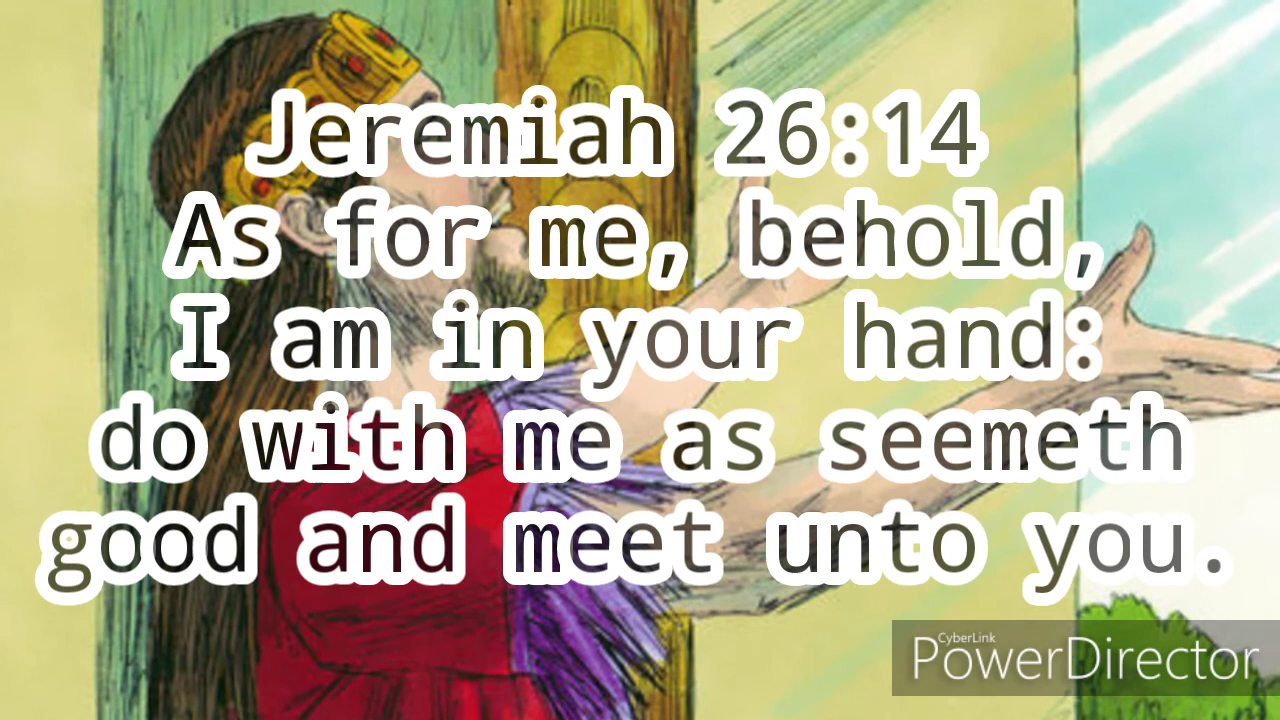 Jeremiah 26:14
As for me, behold,
I am in your hand:
do with me as seemeth
good and meet unto you.
CyberLink
PowerDirector